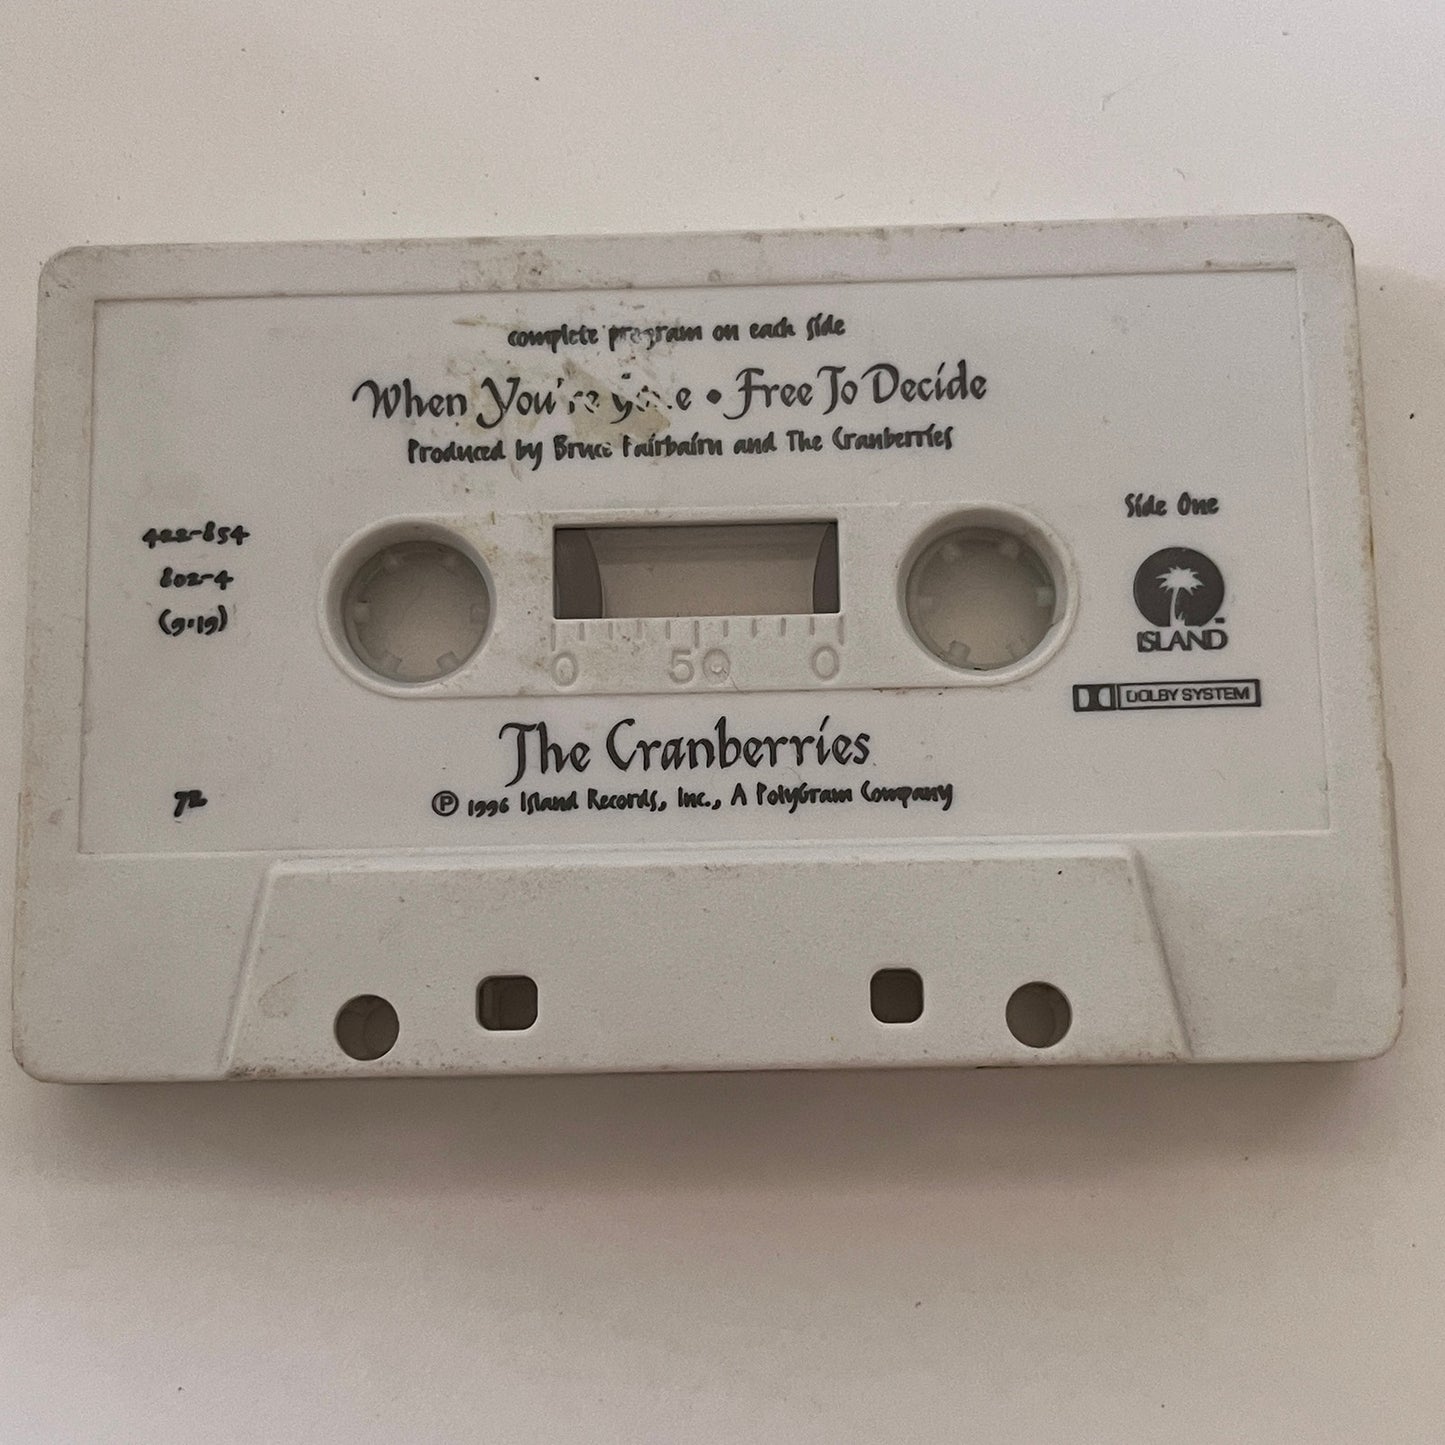 complete program on each side
When You're Gone • Free To Decide
Produced by Bruce Fairbairn and The Cranberries
Side One
422-854
802-4
(9:19)
ISLAND
DOLBY SYSTEM
0 50 0
The Cranberries
72
℗ 1996 Island Records, Inc., A PolyGram Company